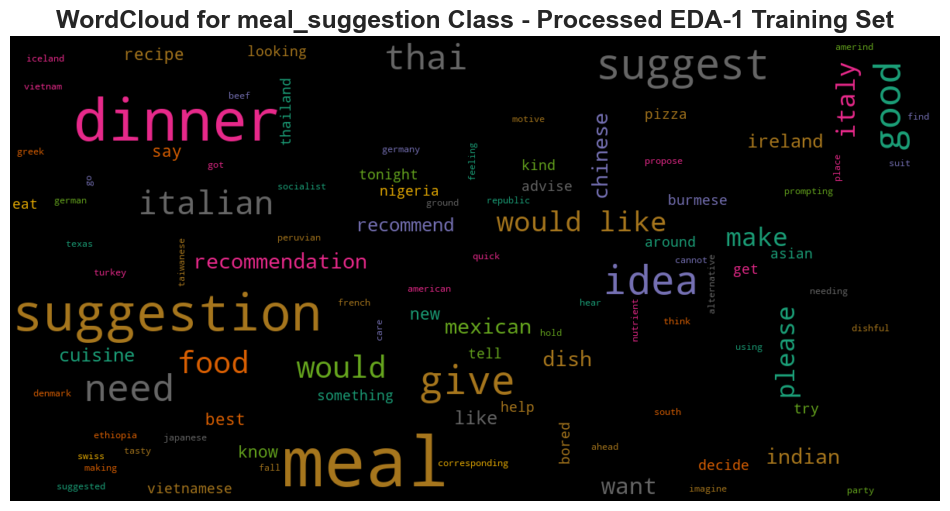 WordCloud for meal_suggestion Class - Processed EDA-1 Training Set
iceland
recipe
looking
thai
suggest
amerind
vietnam
beef
dinner
thailand
italy
good
find
motive
pizza
greek
say
got
germany
feeling
kind
chinese
ireland
propose
place
suit
go
tonight
socialist
nigeria
advise
eat
german
italian
ground
republic
burmese
prompting
recommend
would like
texas
taiwanese
peruvian
around
make
asian
recommendation
quick
cannot
get
turkey
american
idea
alternative
needing
suggestion
french
hear
care
new
mexican
hold
nutrient
think
dishful
cuisine
food
would
tell
dish
using
please
denmark
need
something
give
like
help
south
try
best
ethiopia
japanese
know
bored
ahead
swiss
tasty
making
fall
meal
corresponding
decide
indian
suggested
vietnamese
want
imagine
party